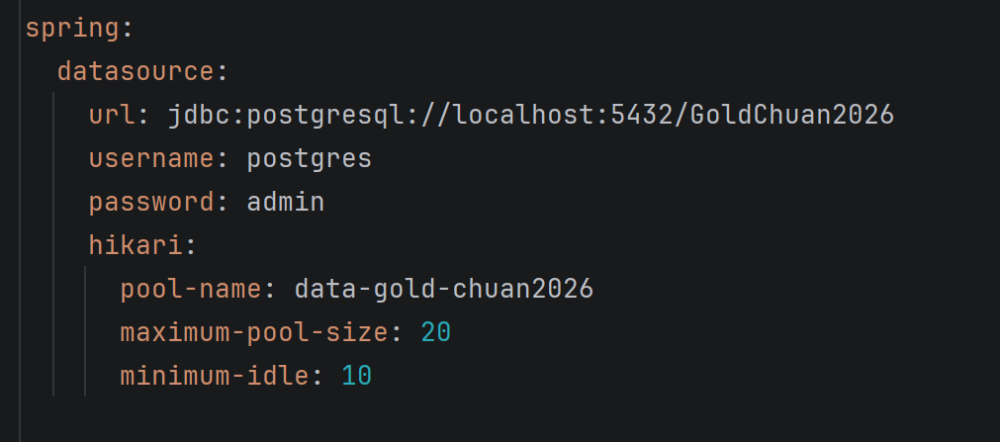 spring:
  datasource:
    url: jdbc:postgresql://localhost:5432/GoldChuan2026
    username: postgres
    password: admin
    hikari:
      pool-name: data-gold-chuan2026
      maximum-pool-size: 20
      minimum-idle: 10